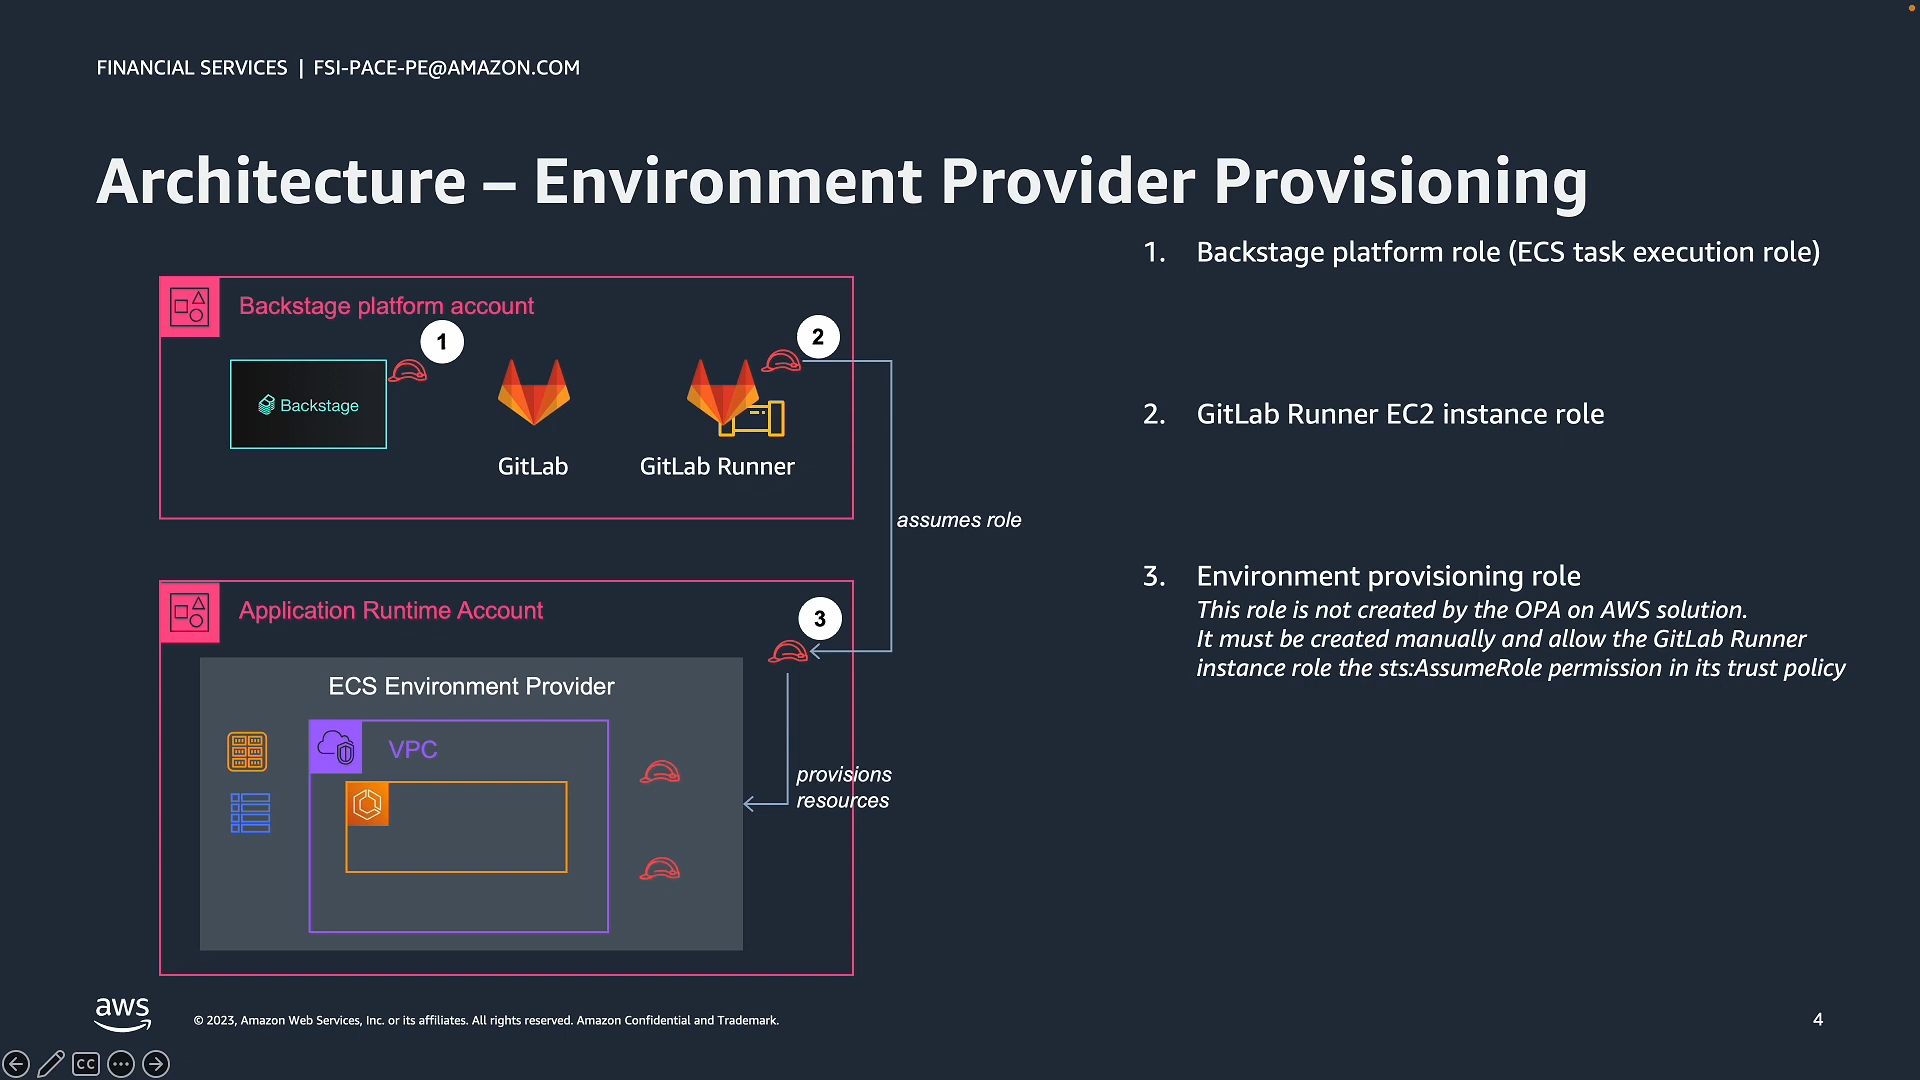 FINANCIAL SERVICES | FSI-PACE-PE@AMAZON.COM
Architecture – Environment Provider Provisioning
Backstage platform account
1
2
Backstage
GitLab
GitLab Runner
assumes role
Application Runtime Account
3
ECS Environment Provider
VPC
provisions
resources
1. Backstage platform role (ECS task execution role)
2. GitLab Runner EC2 instance role
3. Environment provisioning role
This role is not created by the OPA on AWS solution.
It must be created manually and allow the GitLab Runner
instance role the sts:AssumeRole permission in its trust policy
aws
© 2023, Amazon Web Services, Inc. or its affiliates. All rights reserved. Amazon Confidential and Trademark.
4
CC